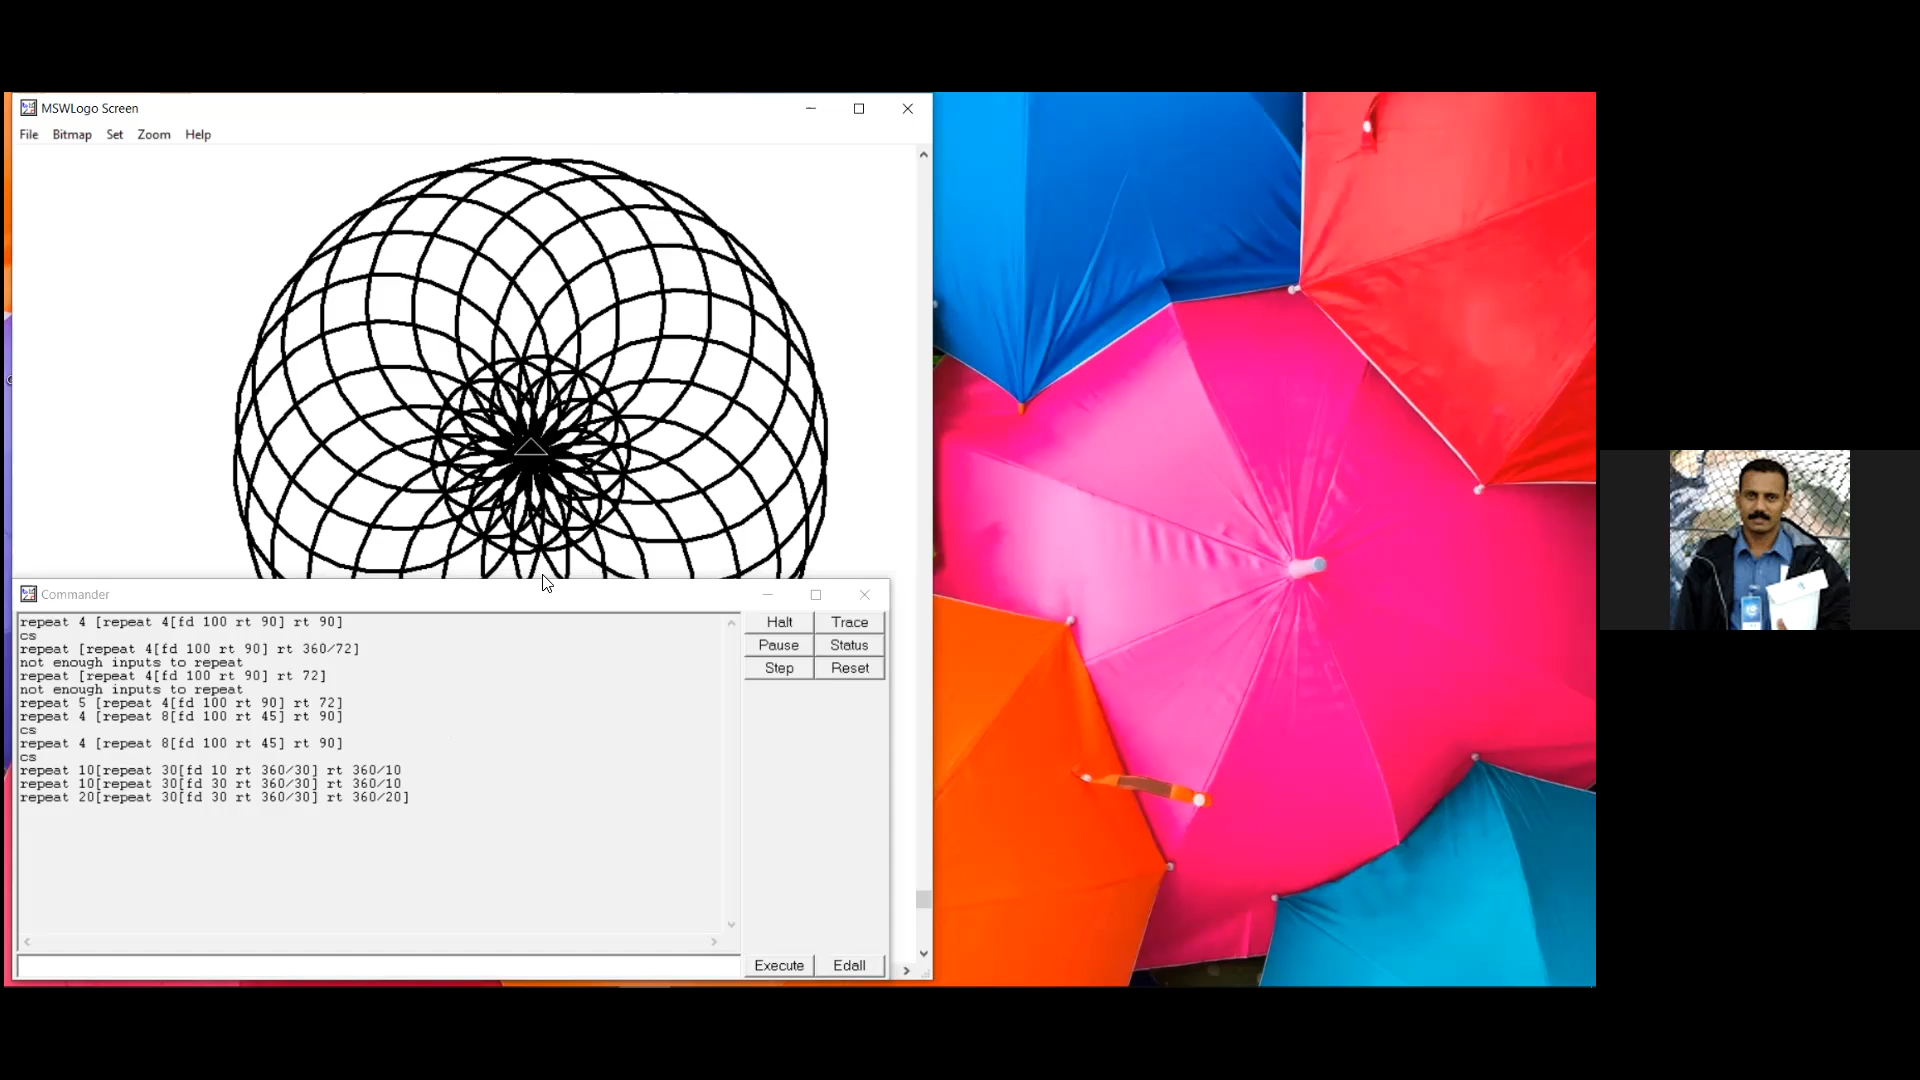 MSWLogo Screen
File Bitmap Set Zoom Help
Commander
repeat 4 [repeat 4[fd 100 rt 90] rt 90]
cs
repeat [repeat 4[fd 100 rt 90] rt 360/72]
not enough inputs to repeat
repeat [repeat 4[fd 100 rt 90] rt 72]
not enough inputs to repeat
repeat 5 [repeat 4[fd 100 rt 90] rt 72]
repeat 4 [repeat 8[fd 100 rt 45] rt 90]
cs
repeat 4 [repeat 8[fd 100 rt 45] rt 90]
cs
repeat 10[repeat 30[fd 10 rt 360/30] rt 360/10
repeat 10[repeat 30[fd 30 rt 360/30] rt 360/10
repeat 20[repeat 30[fd 30 rt 360/30] rt 360/20]
Halt Trace
Pause Status
Step Reset
Execute Edall